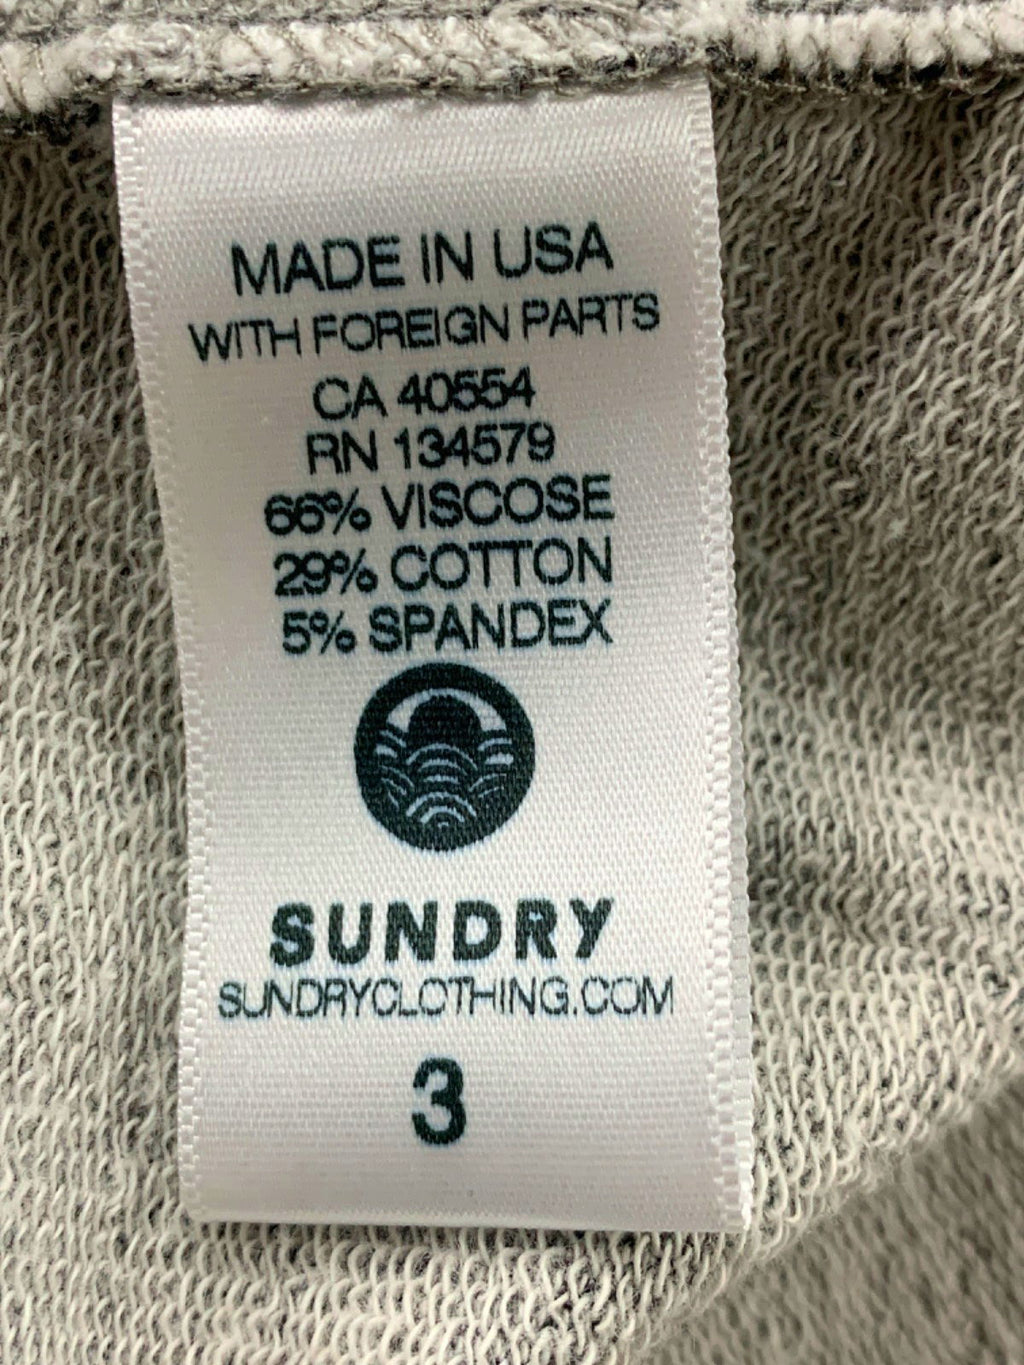 MADE IN USA
WITH FOREIGN PARTS
CA 40554
RN 134579
66% VISCOSE
29% COTTON
5% SPANDEX
SUNDRY
SUNDRYCLOTHING.COM
3